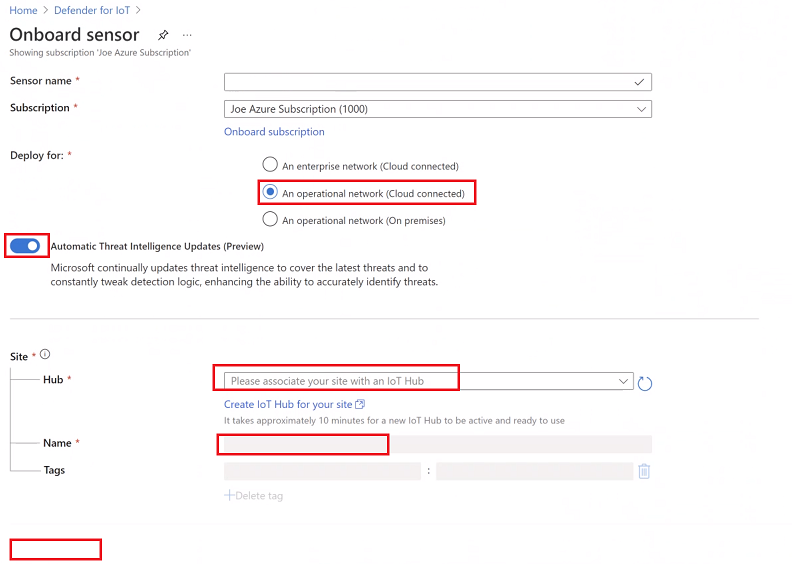 Home > Defender for IoT >
Onboard sensor ...
Showing subscription 'Joe Azure Subscription'
Sensor name *
Subscription * Joe Azure Subscription (1000)
Onboard subscription
Deploy for: * An enterprise network (Cloud connected)
An operational network (Cloud connected)
An operational network (On premises)
Automatic Threat Intelligence Updates (Preview)
Microsoft continually updates threat intelligence to cover the latest threats and to
constantly tweak detection logic, enhancing the ability to accurately identify threats.
Site *
Hub * Please associate your site with an IoT Hub
Create IoT Hub for your site
It takes approximately 10 minutes for a new IoT Hub to be active and ready to use
Name *
Tags :
+Delete tag